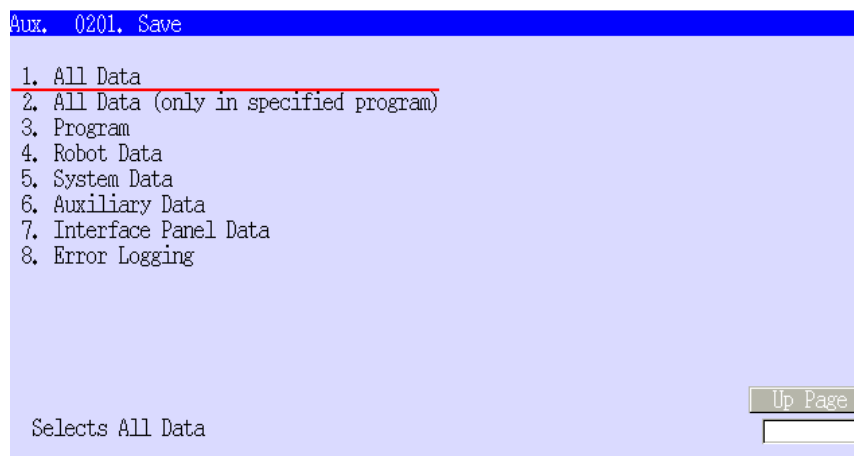 Aux. 0201. Save
1. All Data
2. All Data (only in specified program)
3. Program
4. Robot Data
5. System Data
6. Auxiliary Data
7. Interface Panel Data
8. Error Logging
Up Page
Selects All Data